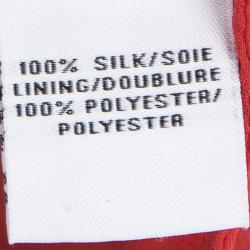 100% SILK/SOIE
LINING/DOUBLURE
100% POLYESTER/
POLYESTER